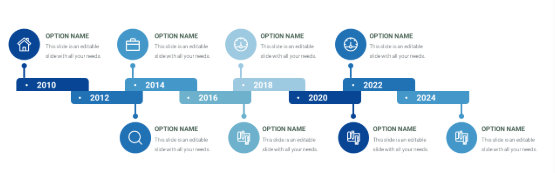 OPTION NAME
This slide is an editable
slide with all your needs.
OPTION NAME
This slide is an editable
slide with all your needs.
OPTION NAME
This slide is an editable
slide with all your needs.
OPTION NAME
This slide is an editable
slide with all your needs.
2010
2014
2018
2022
2012
2016
2020
2024
OPTION NAME
This slide is an editable
slide with all your needs.
OPTION NAME
This slide is an editable
slide with all your needs.
OPTION NAME
This slide is an editable
slide with all your needs.
OPTION NAME
This slide is an editable
slide with all your needs.